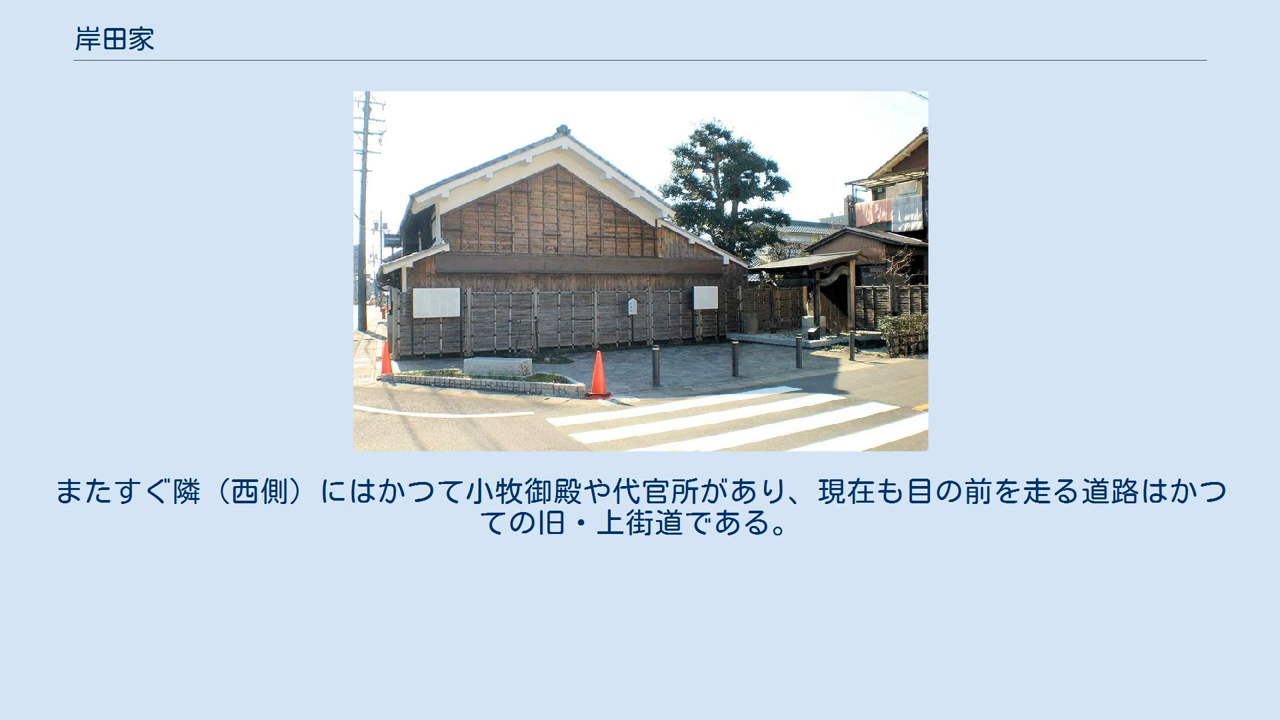 岸田家
またすぐ隣（西側）にはかつて小牧御殿や代官所があり、現在も目の前を走る道路はかつ
ての旧・上街道である。